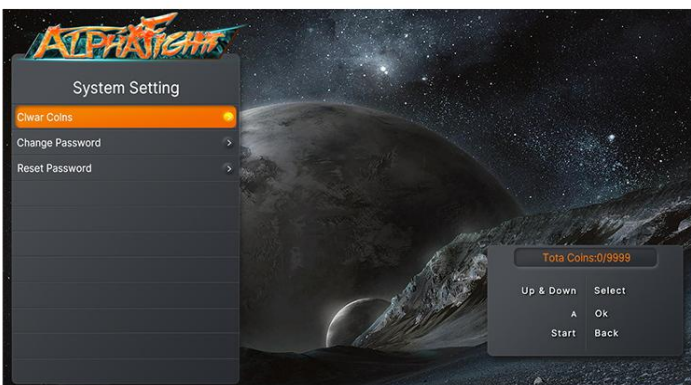 ALPHAFIGHT
System Setting
Clwar Coins
Change Password
Reset Password
Tota Coins:0/9999
Up & Down Select
A Ok
Start Back